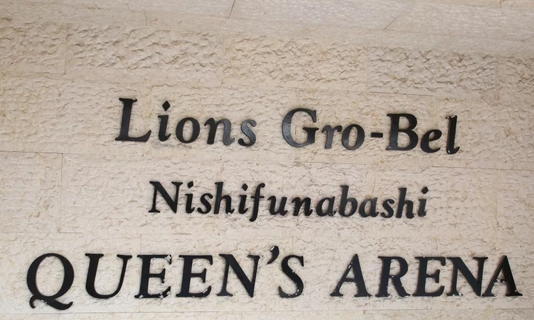 Lions Gro-Bel
Nishifunabashi
QUEEN'S ARENA